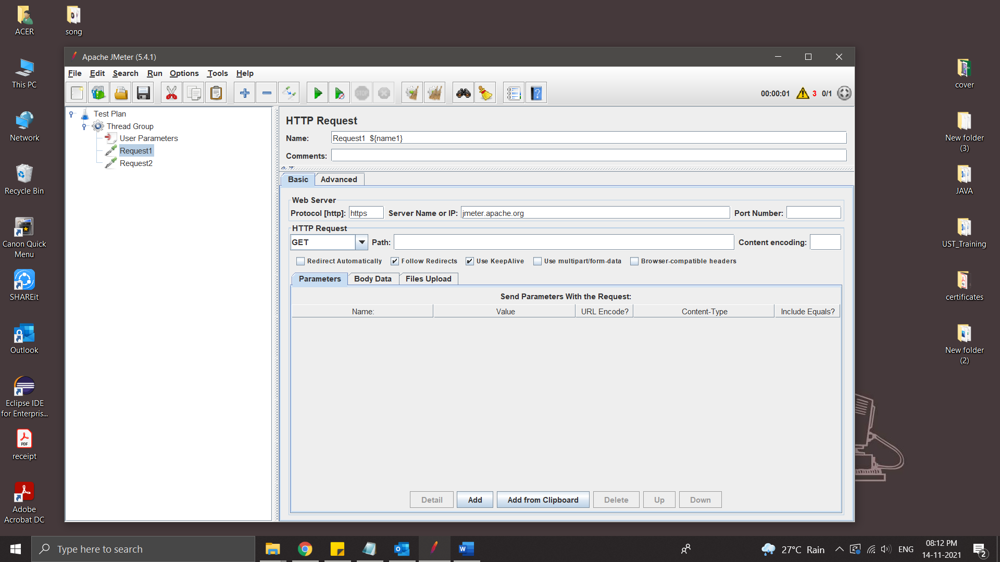 ACER
song
This PC
Network
Recycle Bin
Canon Quick
Menu
SHAREit
Outlook
Eclipse IDE
for Enterpris...
PDF
receipt
Adobe
Acrobat DC
Apache JMeter (5.4.1)
File Edit Search Run Options Tools Help
STOP
00:00:01 3 0/1
Test Plan
Thread Group
User Parameters
Request1
Request2
HTTP Request
Name: Request1 ${name1}
Comments:
Basic Advanced
Web Server
Protocol [http]: https Server Name or IP: jmeter.apache.org Port Number:
HTTP Request
GET Path: Content encoding:
Redirect Automatically Follow Redirects Use KeepAlive Use multipart/form-data Browser-compatible headers
Parameters Body Data Files Upload
Send Parameters With the Request:
Name: Value URL Encode? Content-Type Include Equals?
Detail Add Add from Clipboard Delete Up Down
cover
New folder
(3)
JAVA
UST_Training
certificates
New folder
(2)
Type here to search
27°C Rain ENG
08:12 PM
14-11-2021
2